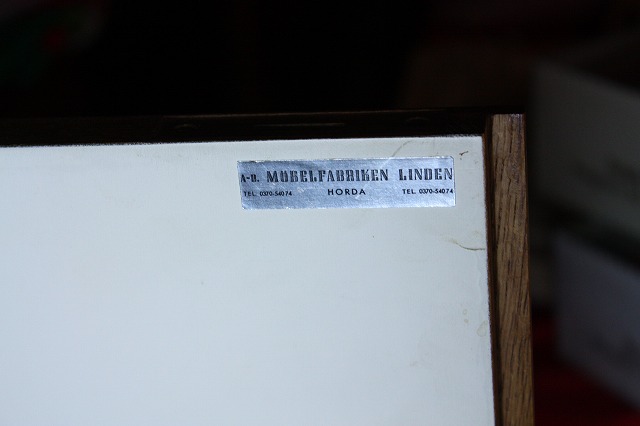 A-B. MÖBELFABRIKEN LINDEN
TEL. 0370-54074 HORDA TEL. 0370-54074